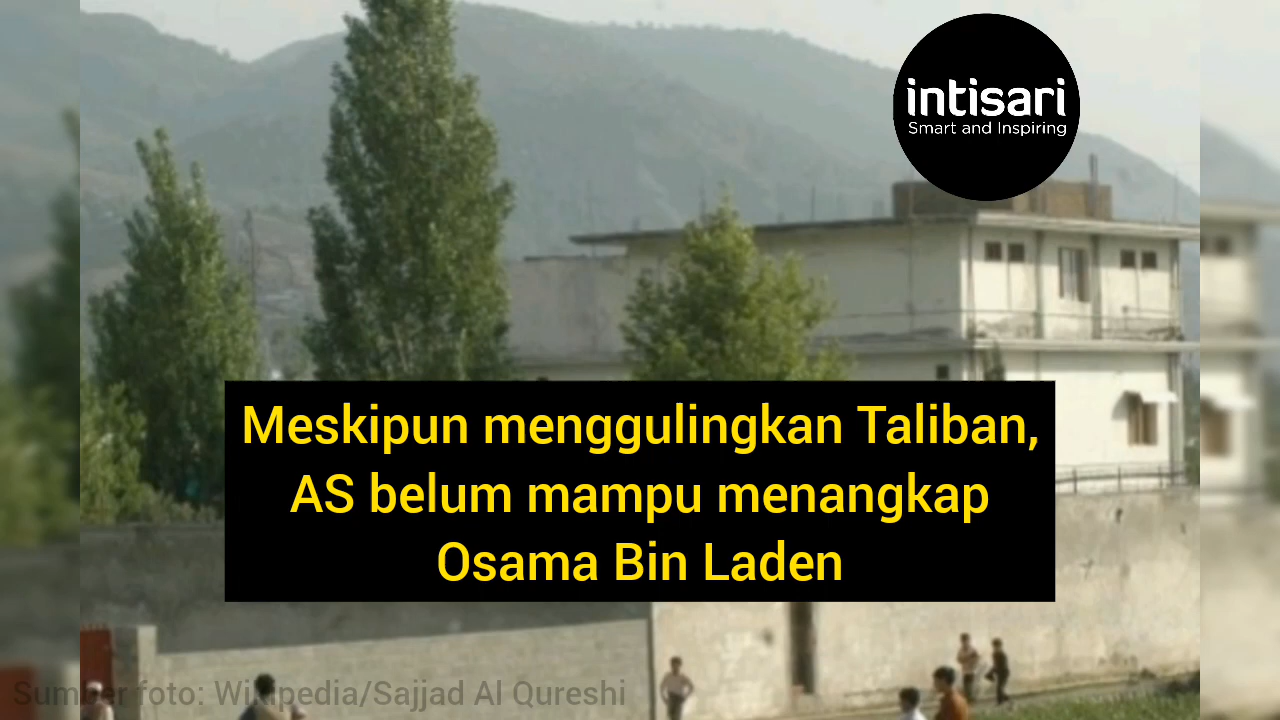 intisari
Smart and Inspiring
Meskipun menggulingkan Taliban,
AS belum mampu menangkap
Osama Bin Laden
Sumber foto: Wikipedia/Sajjad Al Qureshi